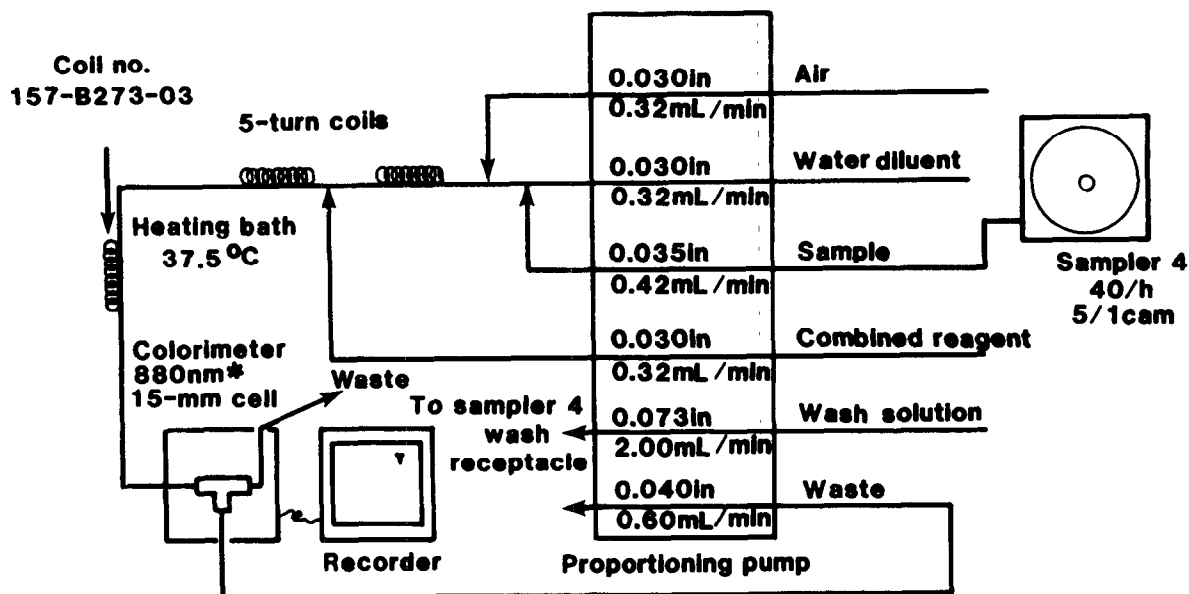 Coil no.
157-B273-03
5-turn coils
Heating bath
37.5 °C
Colorimeter
880nm*
15-mm cell
Waste
Recorder
To sampler 4
wash
receptacle
0.030in
0.32mL/min
Air
0.030in
0.32mL/min
Water diluent
0.035in
0.42mL/min
Sample
0.030in
0.32mL/min
Combined reagent
0.073in
2.00mL/min
Wash solution
0.040in
0.60mL/min
Waste
Proportioning pump
Sampler 4
40/h
5/1cam